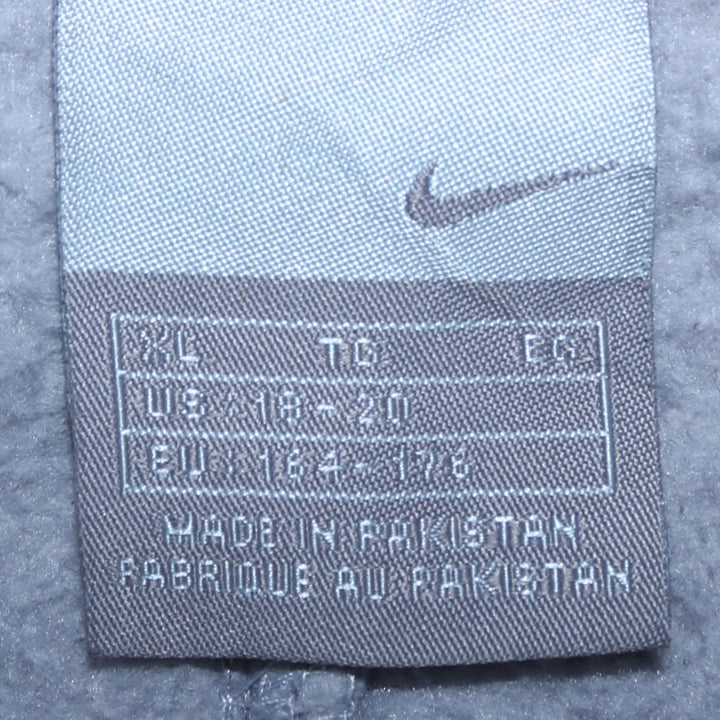 XL TG EG
US : 18 - 20
EU : 164 - 176
MADE IN PAKISTAN
FABRIQUE AU PAKISTAN